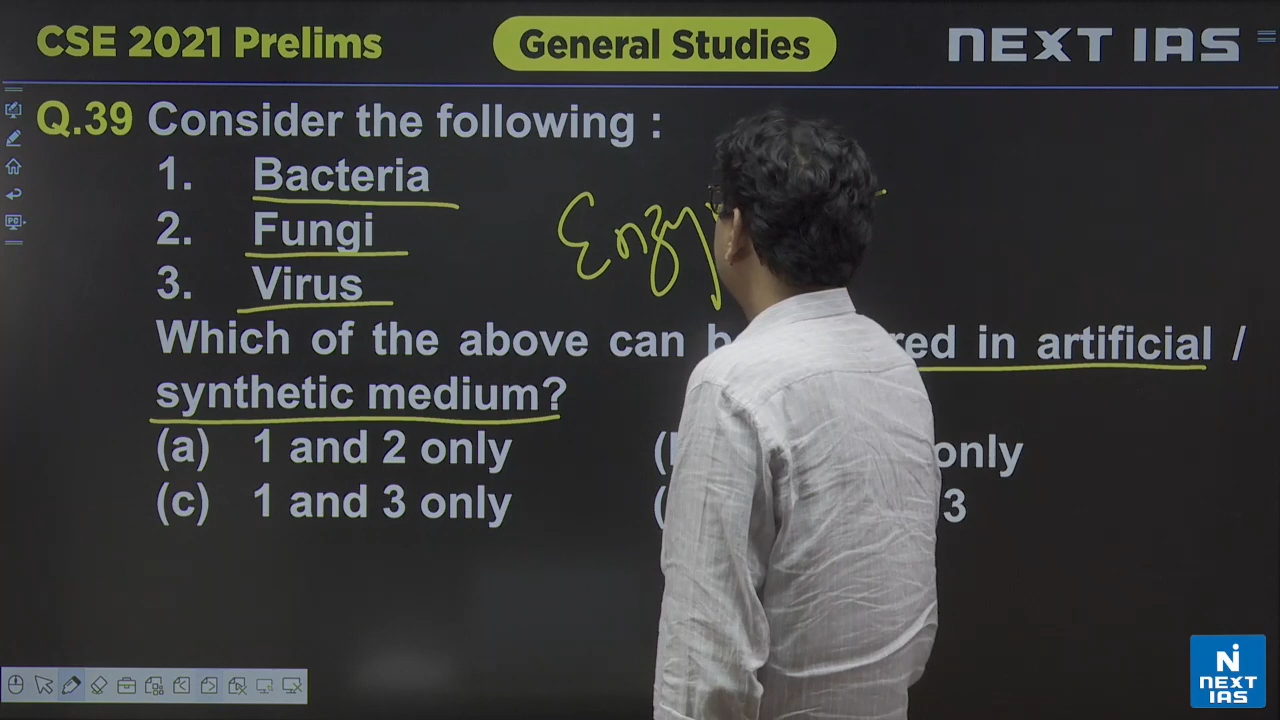 CSE 2021 Prelims General Studies NEXT IAS
Q.39 Consider the following :
1. Bacteria
2. Fungi
3. Virus
Enzy
Which of the above can b red in artificial /
synthetic medium?
(a) 1 and 2 only only
(c) 1 and 3 only ( 3
NEXT
IAS